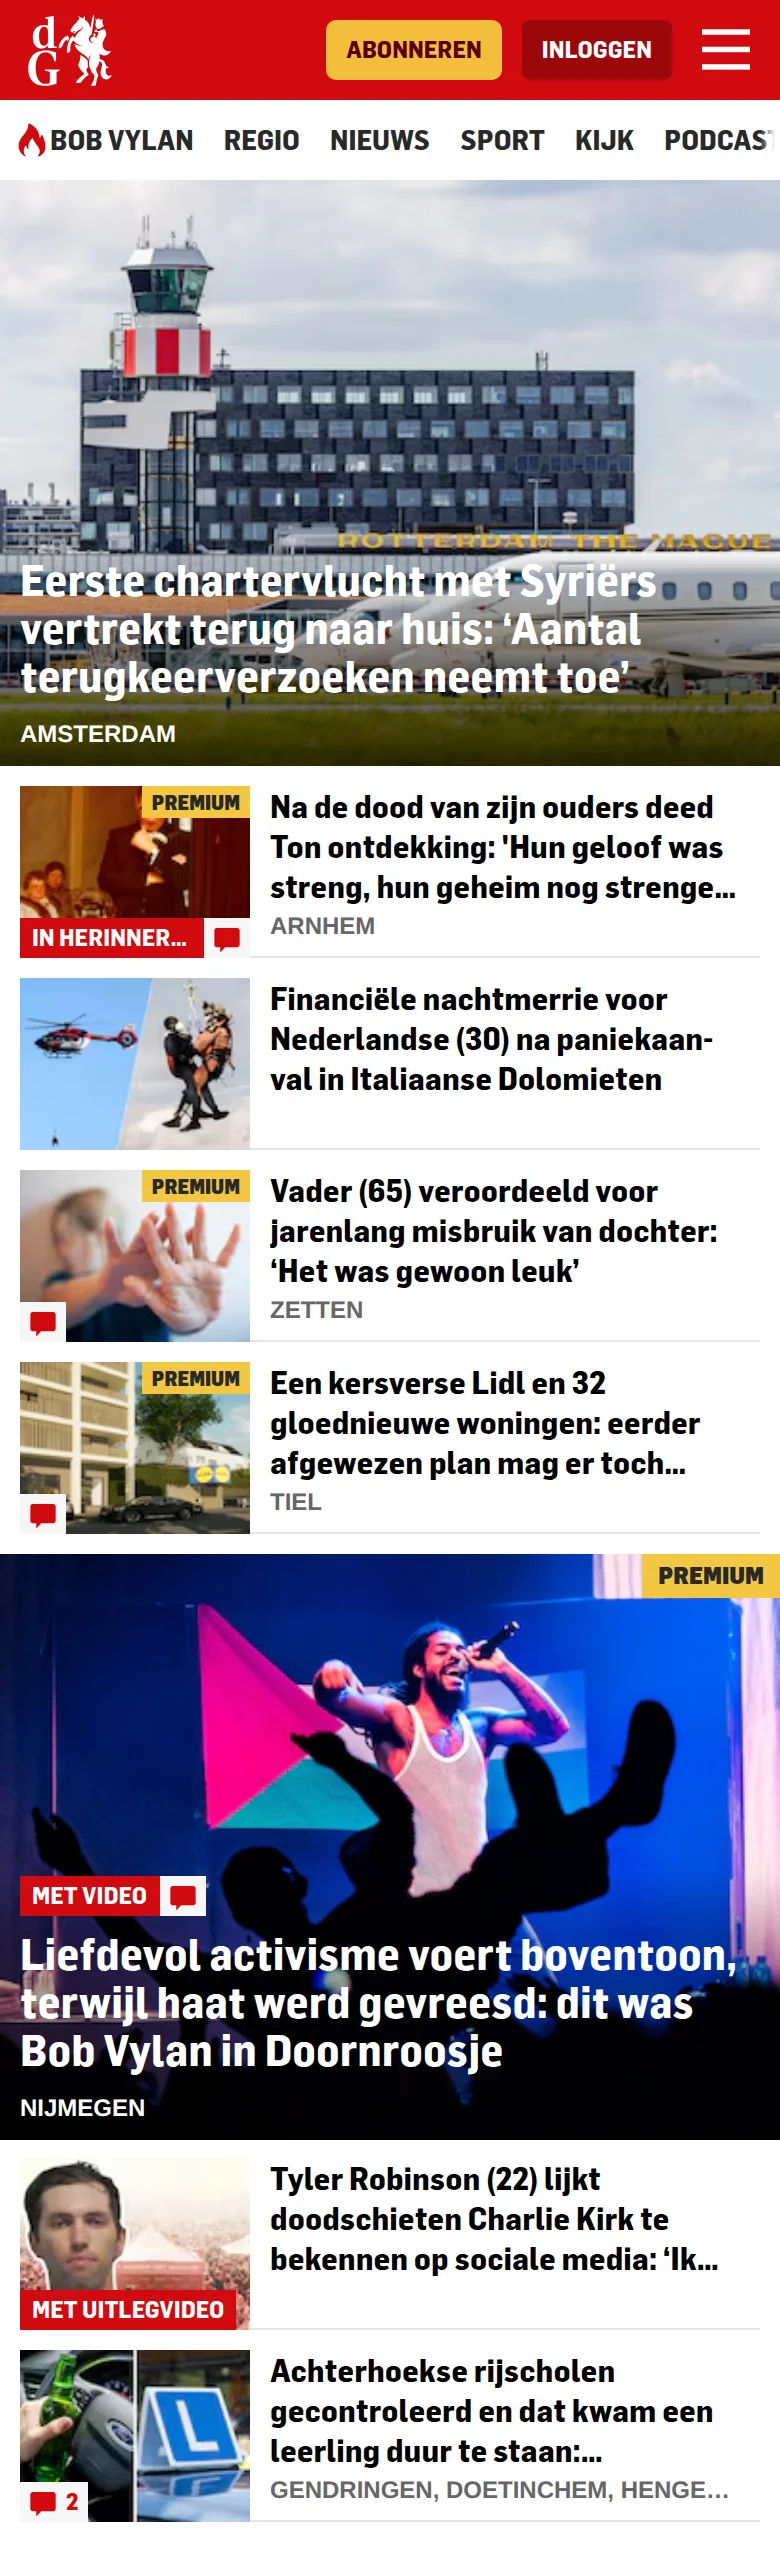 dG
ABONNEREN
INLOGGEN
BOB VYLAN REGIO NIEUWS SPORT KIJK PODCAST
ROTTERDAM THE HAGUE
Eerste chartervlucht met Syriërs
vertrekt terug naar huis: ‘Aantal
terugkeerverzoeken neemt toe’
AMSTERDAM
PREMIUM
IN HERINNER...
Na de dood van zijn ouders deed
Ton ontdekking: 'Hun geloof was
streng, hun geheim nog strenge...
ARNHEM
Financiële nachtmerrie voor
Nederlandse (30) na paniekaan-
val in Italiaanse Dolomieten
PREMIUM
Vader (65) veroordeeld voor
jarenlang misbruik van dochter:
‘Het was gewoon leuk’
ZETTEN
PREMIUM
Een kersverse Lidl en 32
gloednieuwe woningen: eerder
afgewezen plan mag er toch...
TIEL
PREMIUM
MET VIDEO
Liefdevol activisme voert boventoon,
terwijl haat werd gevreesd: dit was
Bob Vylan in Doornroosje
NIJMEGEN
MET UITLEGVIDEO
Tyler Robinson (22) lijkt
doodschieten Charlie Kirk te
bekennen op sociale media: ‘Ik...
L
2
Achterhoekse rijscholen
gecontroleerd en dat kwam een
leerling duur te staan:...
GENDRINGEN, DOETINCHEM, HENGE...